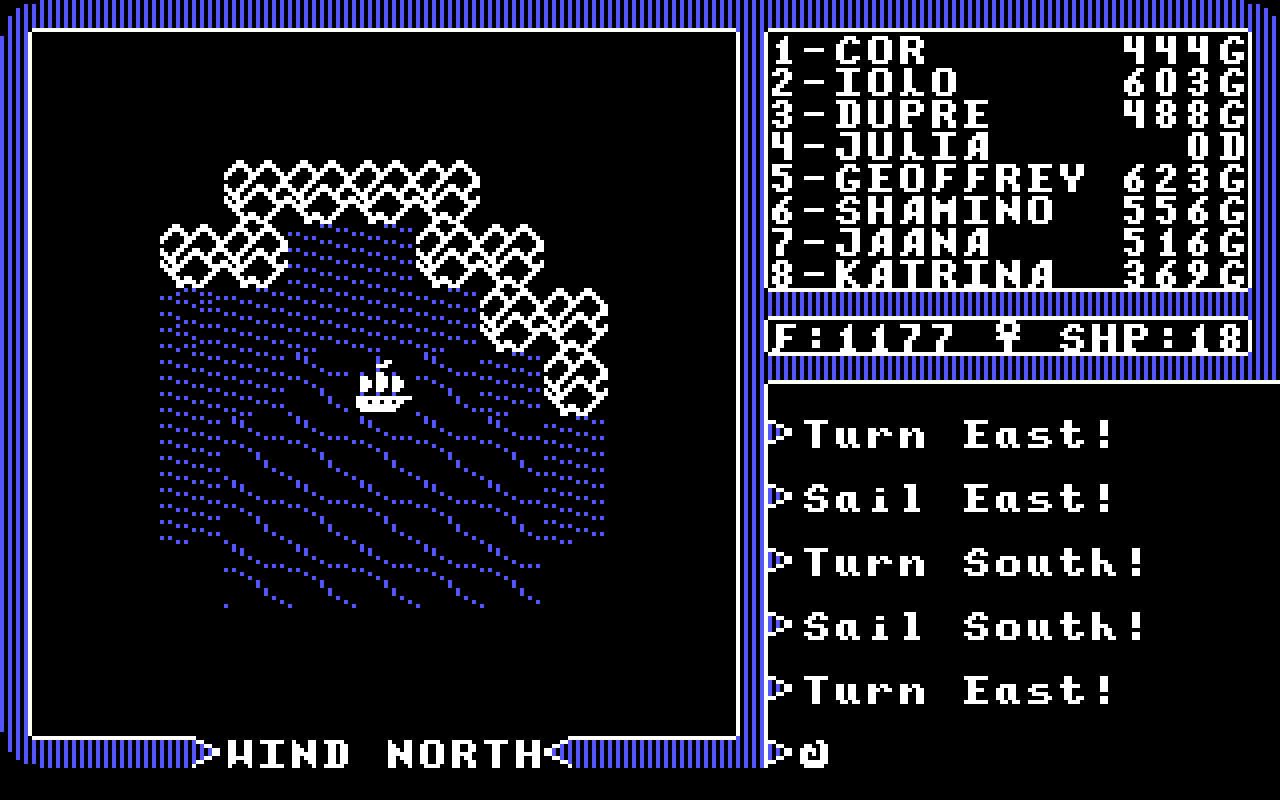 1-COR 444G
2-IOLO 603G
3-DUPRE 488G
4-JULIA 0D
5-GEOFFREY 623G
6-SHAMINO 556G
7-JAANA 516G
8-KATRINA 369G
F:1177 ♀ SHP:18
Turn East!
Sail East!
Turn South!
Sail South!
Turn East!
WIND NORTH